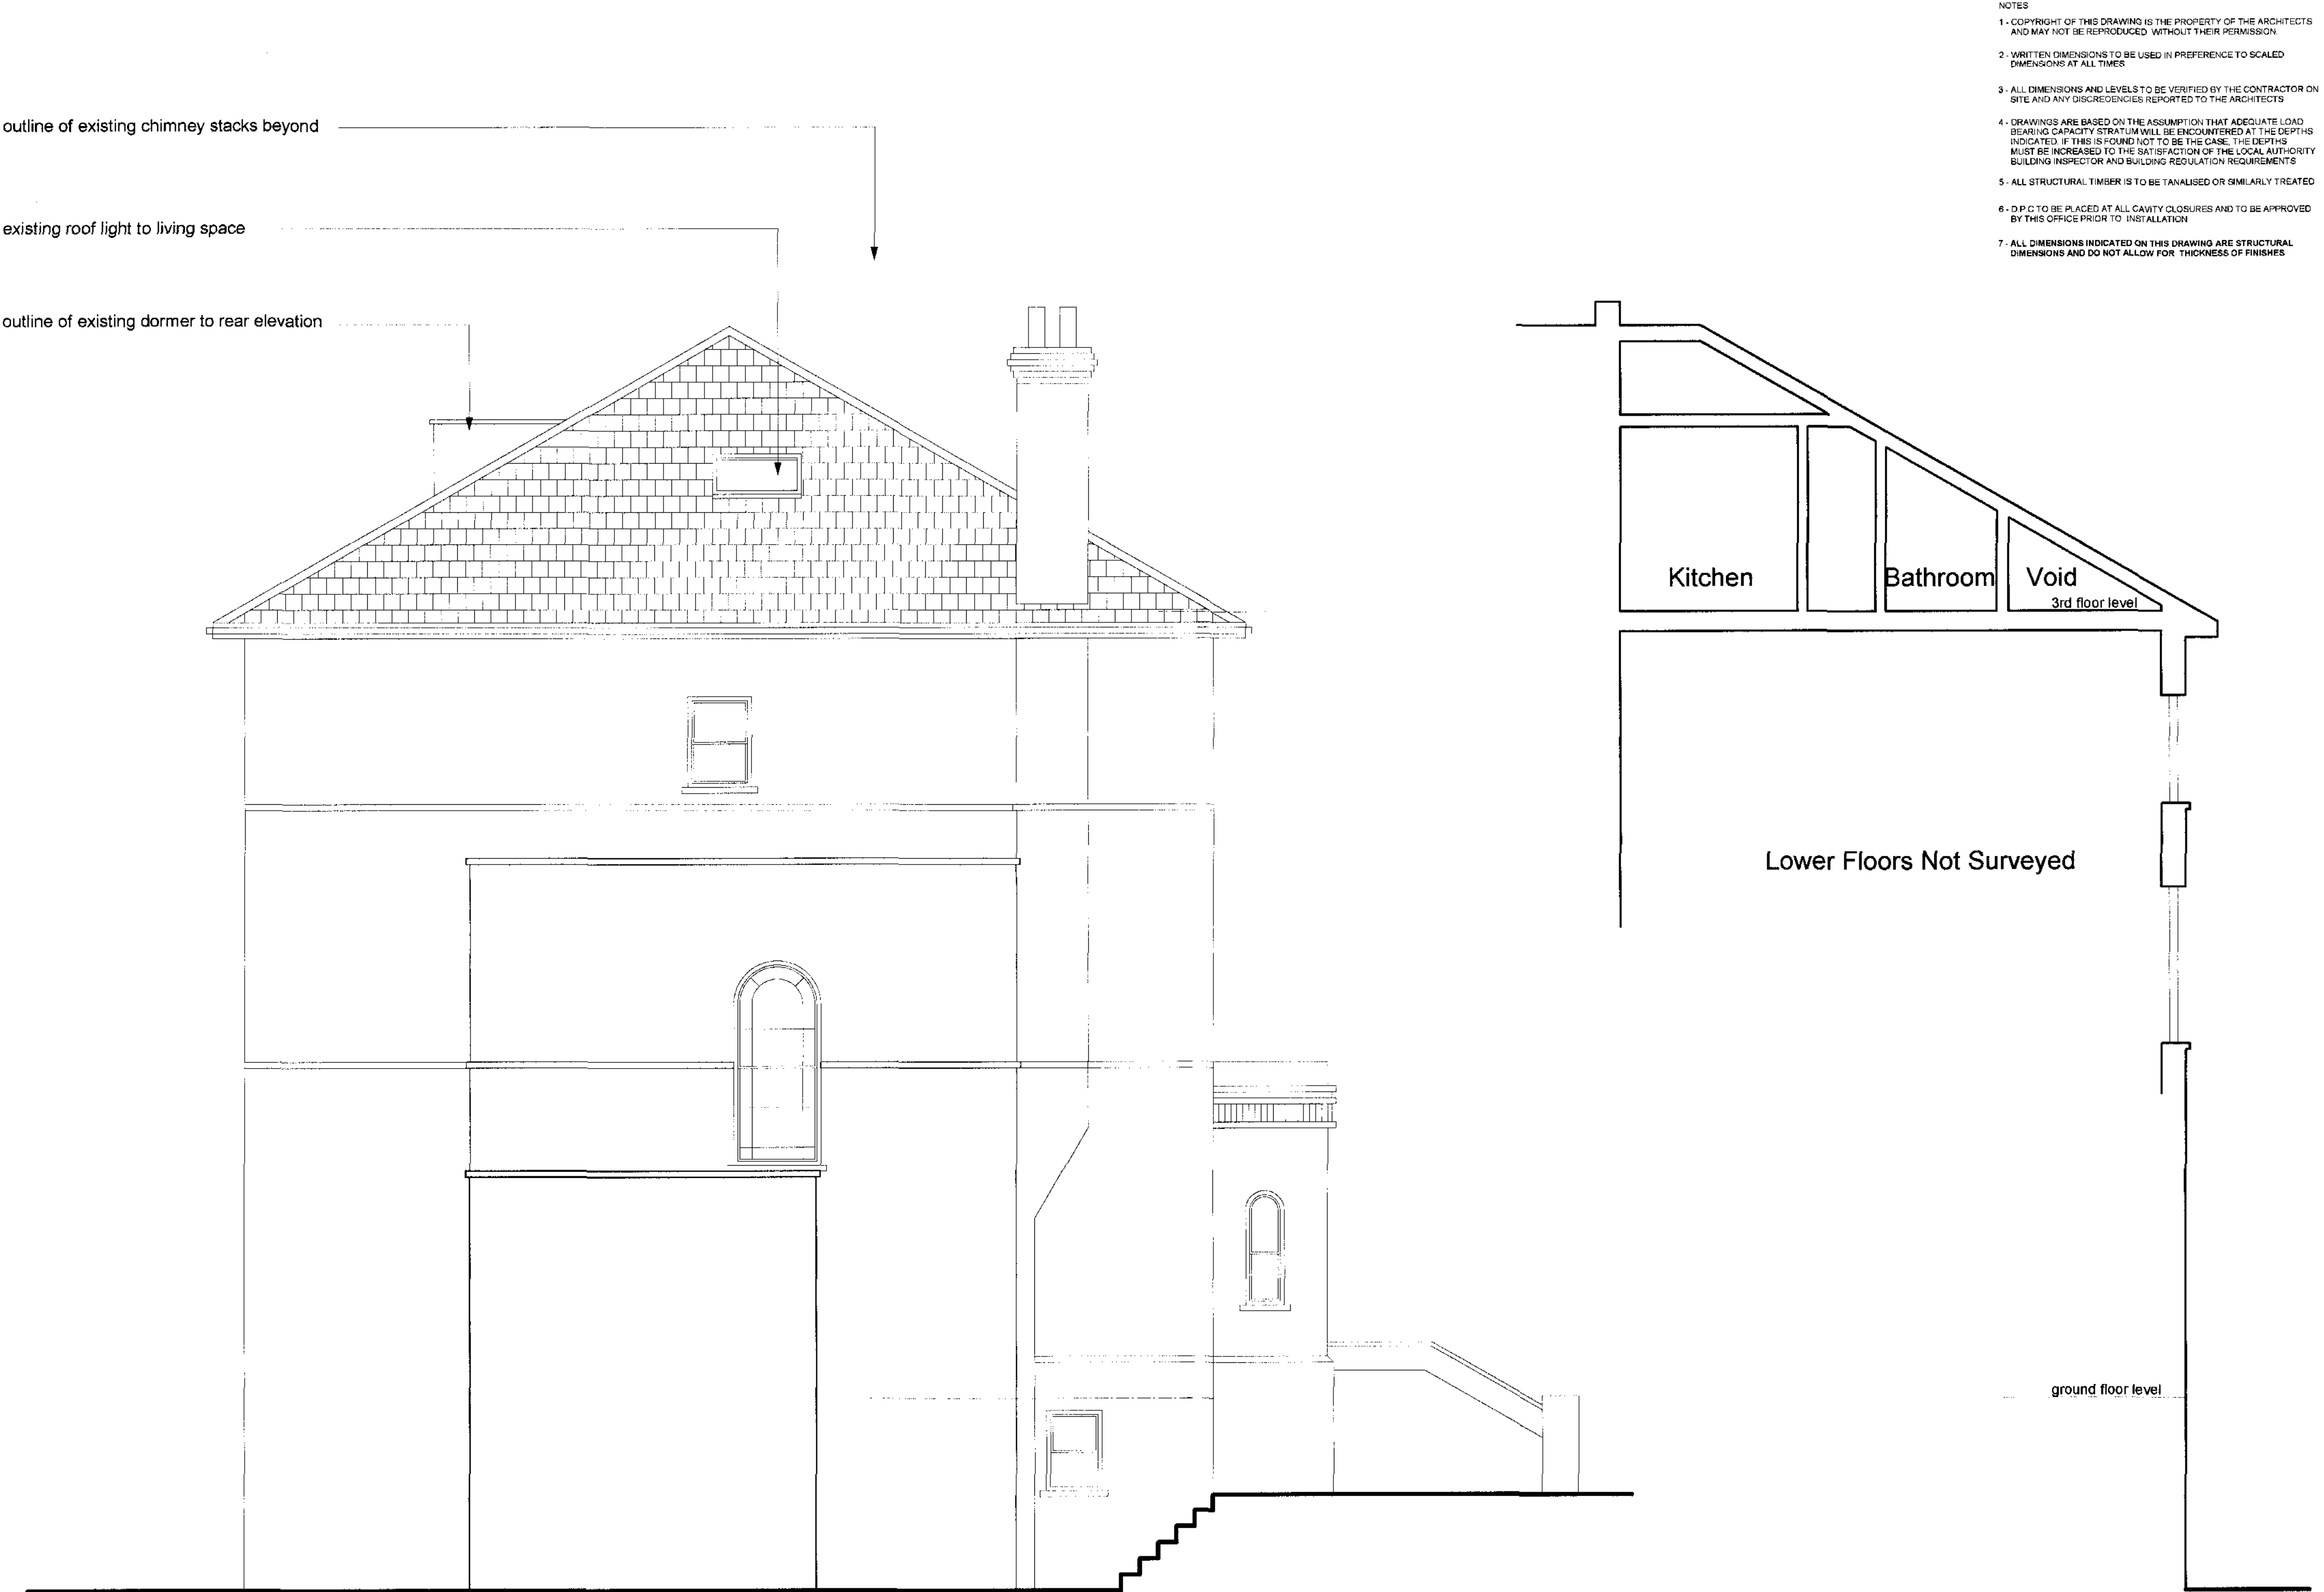 NOTES
1 - COPYRIGHT OF THIS DRAWING IS THE PROPERTY OF THE ARCHITECTS
AND MAY NOT BE REPRODUCED WITHOUT THEIR PERMISSION.
2 - WRITTEN DIMENSIONS TO BE USED IN PREFERENCE TO SCALED
DIMENSIONS AT ALL TIMES
3 - ALL DIMENSIONS AND LEVELS TO BE VERIFIED BY THE CONTRACTOR ON
SITE AND ANY DISCREDENCIES REPORTED TO THE ARCHITECTS
4 - DRAWINGS ARE BASED ON THE ASSUMPTION THAT ADEQUATE LOAD
BEARING CAPACITY STRATUM WILL BE ENCOUNTERED AT THE DEPTHS
INDICATED. IF THIS IS FOUND NOT TO BE THE CASE, THE DEPTHS
MUST BE INCREASED TO THE SATISFACTION OF THE LOCAL AUTHORITY
BUILDING INSPECTOR AND BUILDING REGULATION REQUIREMENTS
5 - ALL STRUCTURAL TIMBER IS TO BE TANALISED OR SIMILARLY TREATED
6 - D.P.C TO BE PLACED AT ALL CAVITY CLOSURES AND TO BE APPROVED
BY THIS OFFICE PRIOR TO INSTALLATION
7 - ALL DIMENSIONS INDICATED ON THIS DRAWING ARE STRUCTURAL
DIMENSIONS AND DO NOT ALLOW FOR THICKNESS OF FINISHES
outline of existing chimney stacks beyond
existing roof light to living space
outline of existing dormer to rear elevation
Kitchen
Bathroom
Void
3rd floor level
Lower Floors Not Surveyed
ground floor level